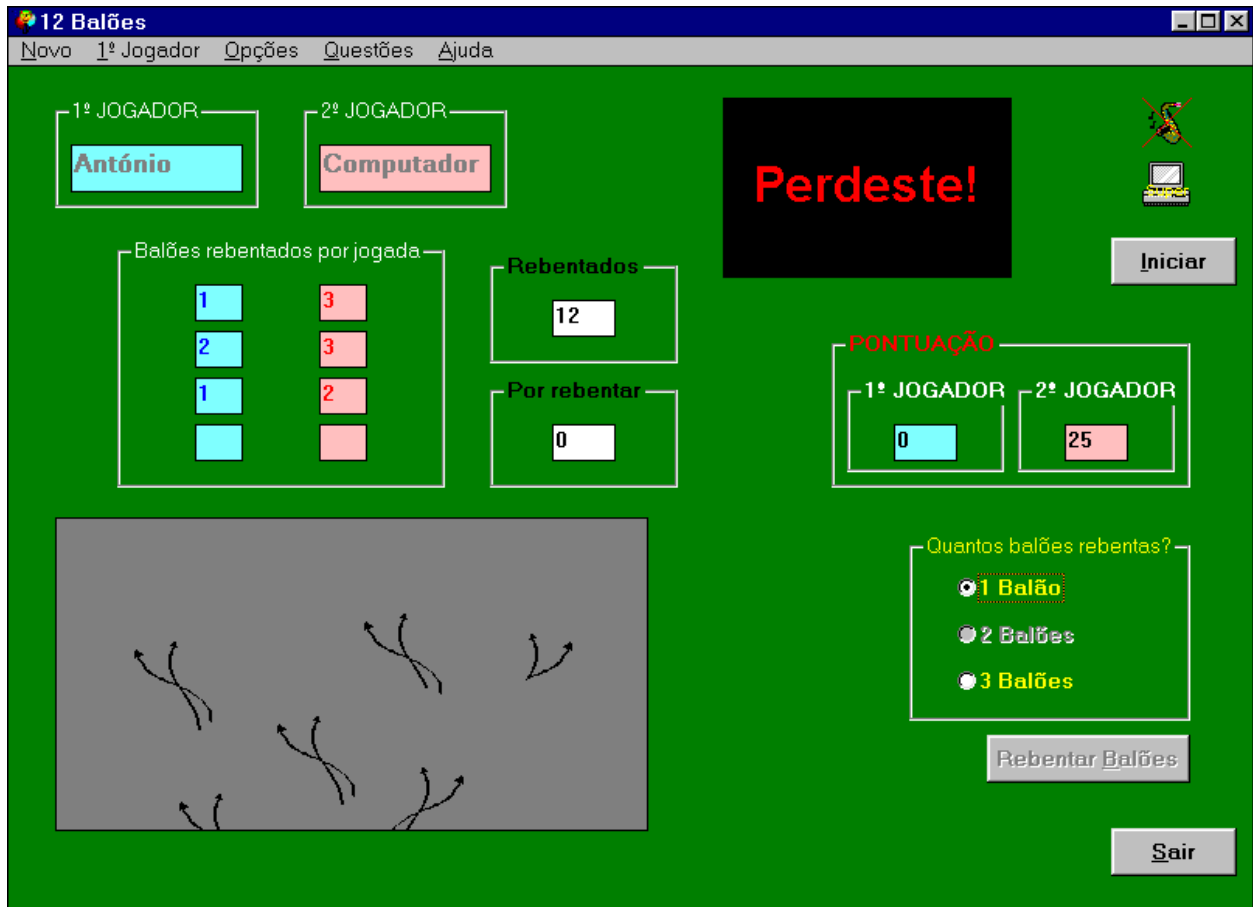 12 Balões
Novo 1º Jogador Opções Questões Ajuda
1º JOGADOR
António
2º JOGADOR
Computador
Perdeste!
Super
Iniciar
Balões rebentados por jogada
1 3
2 3
1 2
Rebentados
12
Por rebentar
0
PONTUAÇÃO
1º JOGADOR
0
2º JOGADOR
25
Quantos balões rebentas?
1 Balão
2 Balões
3 Balões
Rebentar Balões
Sair